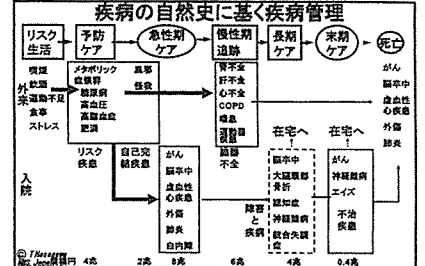 疾病の自然史に基く疾病管理
リスク
生活
予防
ケア
急性期
ケア
慢性期
追跡
長期
ケア
末期
ケア
死亡
外来
喫煙
飲酒
運動不足
食事
ストレス
メタボリック
症候群
糖尿病
高血圧
高脂血症
肥満
風邪
怪我
腎不全
肝不全
心不全
COPD
喘息
運動器
疾患
臓器
不全
がん
脳卒中
虚血性
心疾患
外傷
肺炎
リスク
疾患
自己完
結疾患
入院
がん
脳卒中
虚血性
心疾患
外傷
肺炎
白内障
障害
と
疾病
在宅へ
脳卒中
大腿頸部
骨折
認知症
神経難病
統合失調
症
在宅へ
がん
神経難病
エイズ
不治
疾患
4兆
2兆
8兆
6兆
4兆
0.4兆